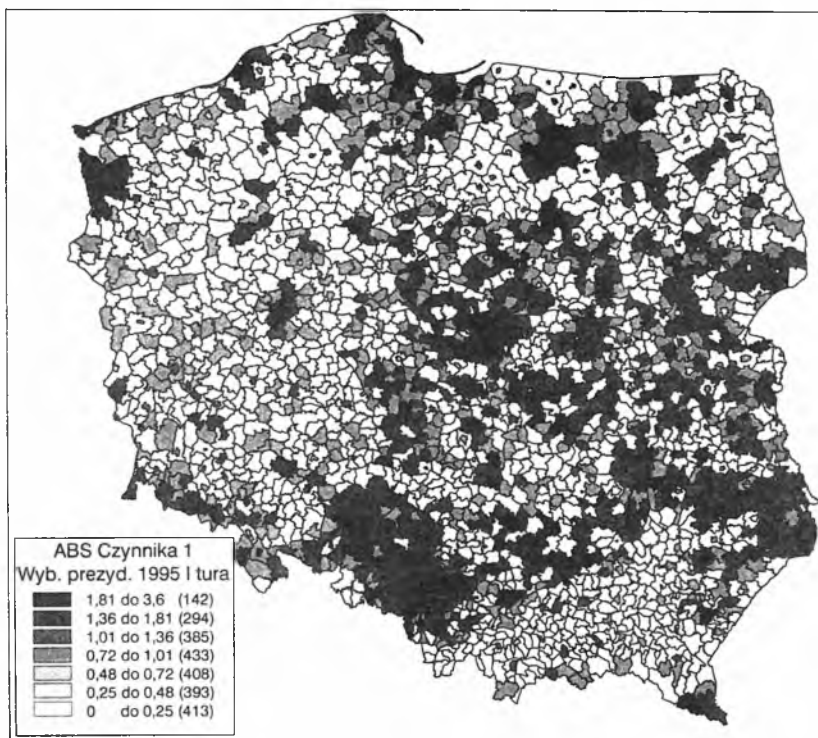 ABS Czynnika 1
Wyb. prezyd. 1995 I tura
1,81 do 3,6 (142)
1,36 do 1,81 (294)
1,01 do 1,36 (385)
0,72 do 1,01 (433)
0,48 do 0,72 (408)
0,25 do 0,48 (393)
0 do 0,25 (413)